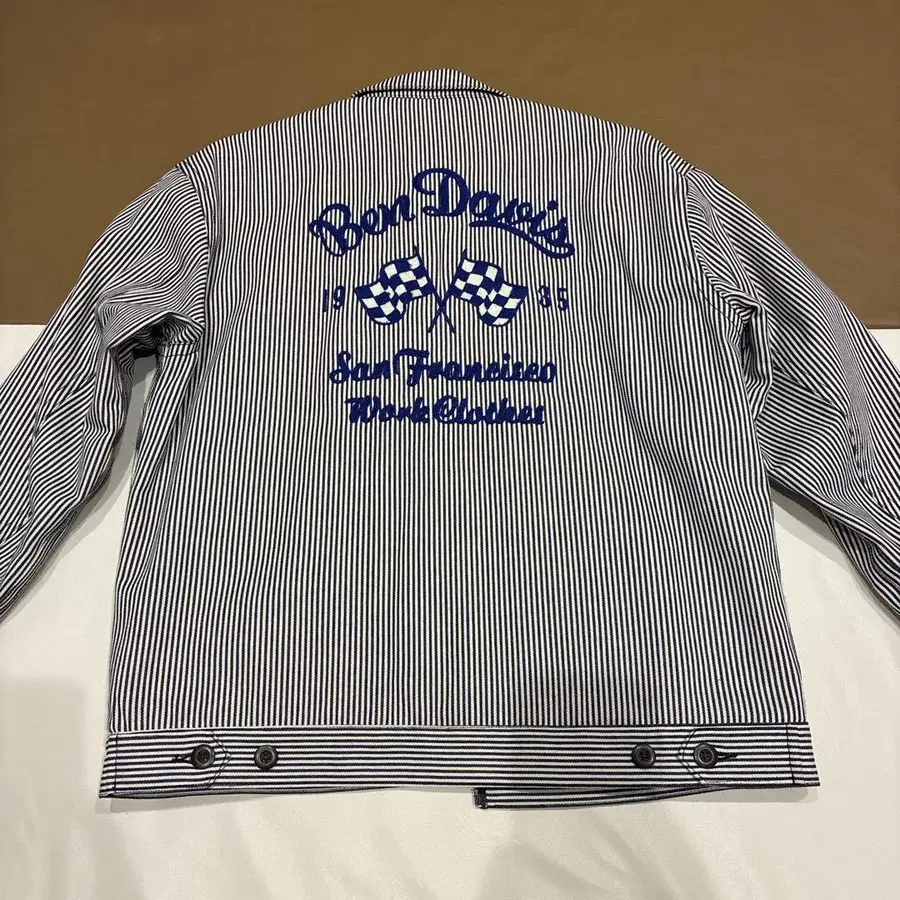 Ben Davis
19 35
San Francisco
Work Clothes